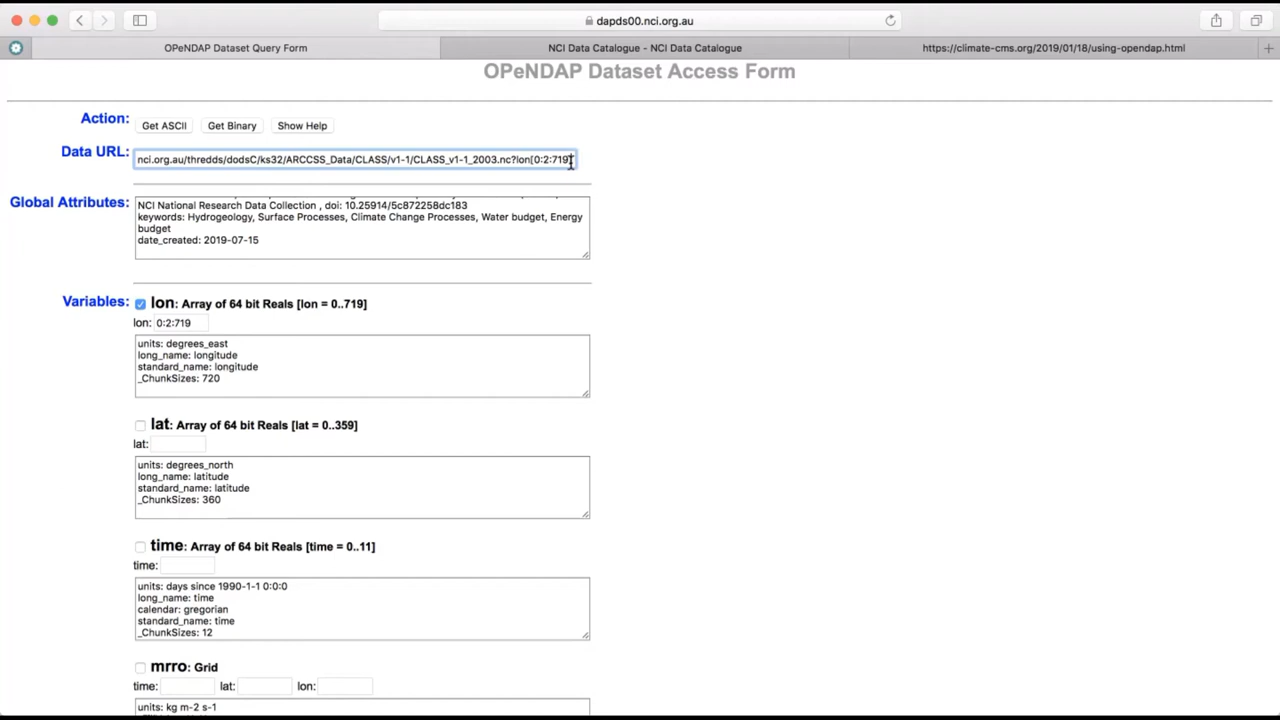 dapds00.nci.org.au
OPeNDAP Dataset Query Form
NCI Data Catalogue - NCI Data Catalogue
https://climate-cms.org/2019/01/18/using-opendap.html
OPeNDAP Dataset Access Form
Action: Get ASCII Get Binary Show Help
Data URL: nci.org.au/thredds/dodsC/ks32/ARCCSS_Data/CLASS/v1-1/CLASS_v1-1_2003.nc?lon[0:2:719]
Global Attributes:
NCI National Research Data Collection , doi: 10.25914/5c872258dc183
keywords: Hydrogeology, Surface Processes, Climate Change Processes, Water budget, Energy
budget
date_created: 2019-07-15
Variables: lon: Array of 64 bit Reals [lon = 0..719]
lon: 0:2:719
units: degrees_east
long_name: longitude
standard_name: longitude
_ChunkSizes: 720
lat: Array of 64 bit Reals [lat = 0..359]
lat:
units: degrees_north
long_name: latitude
standard_name: latitude
_ChunkSizes: 360
time: Array of 64 bit Reals [time = 0..11]
time:
units: days since 1990-1-1 0:0:0
long_name: time
calendar: gregorian
standard_name: time
_ChunkSizes: 12
mrro: Grid
time: lat: lon:
units: kg m-2 s-1